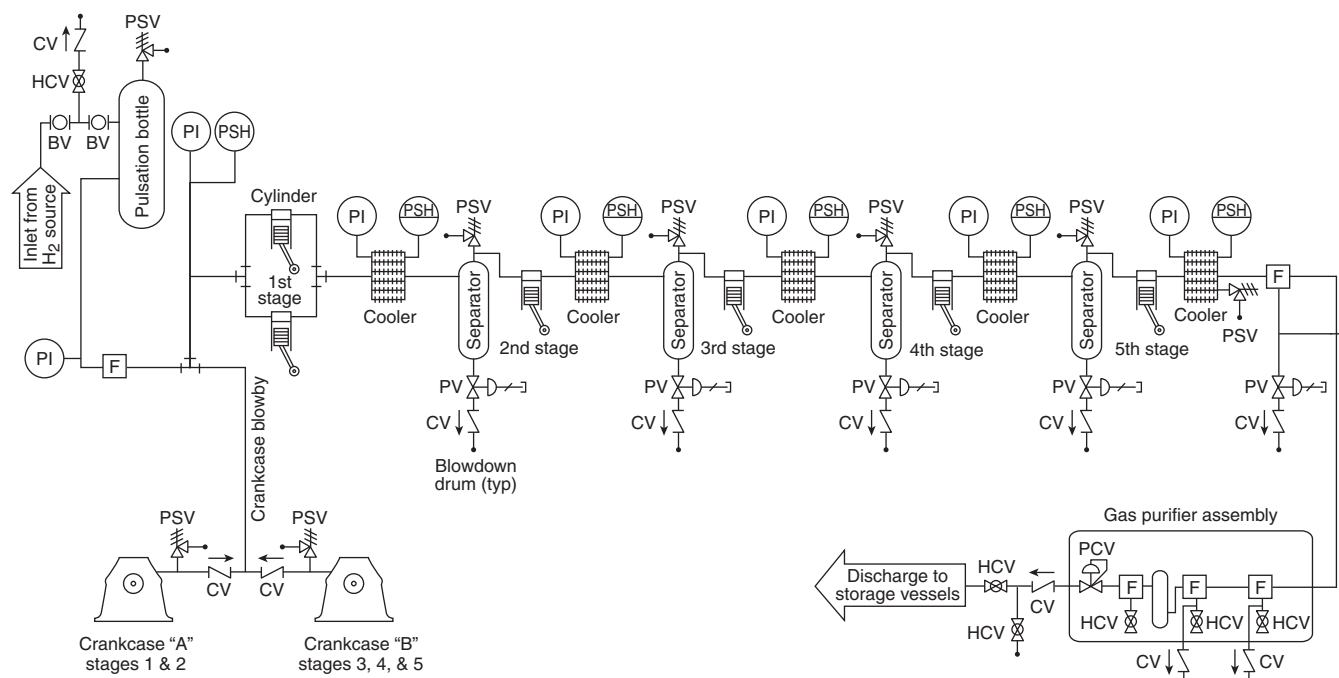 PSV
CV
HCV
BV
BV
Pulsation bottle
Inlet from
H2 source
PI
PSH
Cylinder
1st
stage
PI
F
Crankcase blowby
PI
PSH
Cooler
PSV
Separator
2nd stage
PV
CV
Blowdown
drum (typ)
PI
PSH
Cooler
PSV
Separator
3rd stage
PV
CV
PI
PSH
Cooler
PSV
Separator
4th stage
PV
CV
PI
PSH
Cooler
PSV
Separator
5th stage
PV
CV
PI
PSH
Cooler
PSV
F
PV
CV
PSV
PSV
CV
CV
Crankcase “A”
stages 1 & 2
Crankcase “B”
stages 3, 4, & 5
Gas purifier assembly
PCV
F
F
F
HCV
HCV
HCV
CV
CV
HCV
CV
HCV
Discharge to
storage vessels